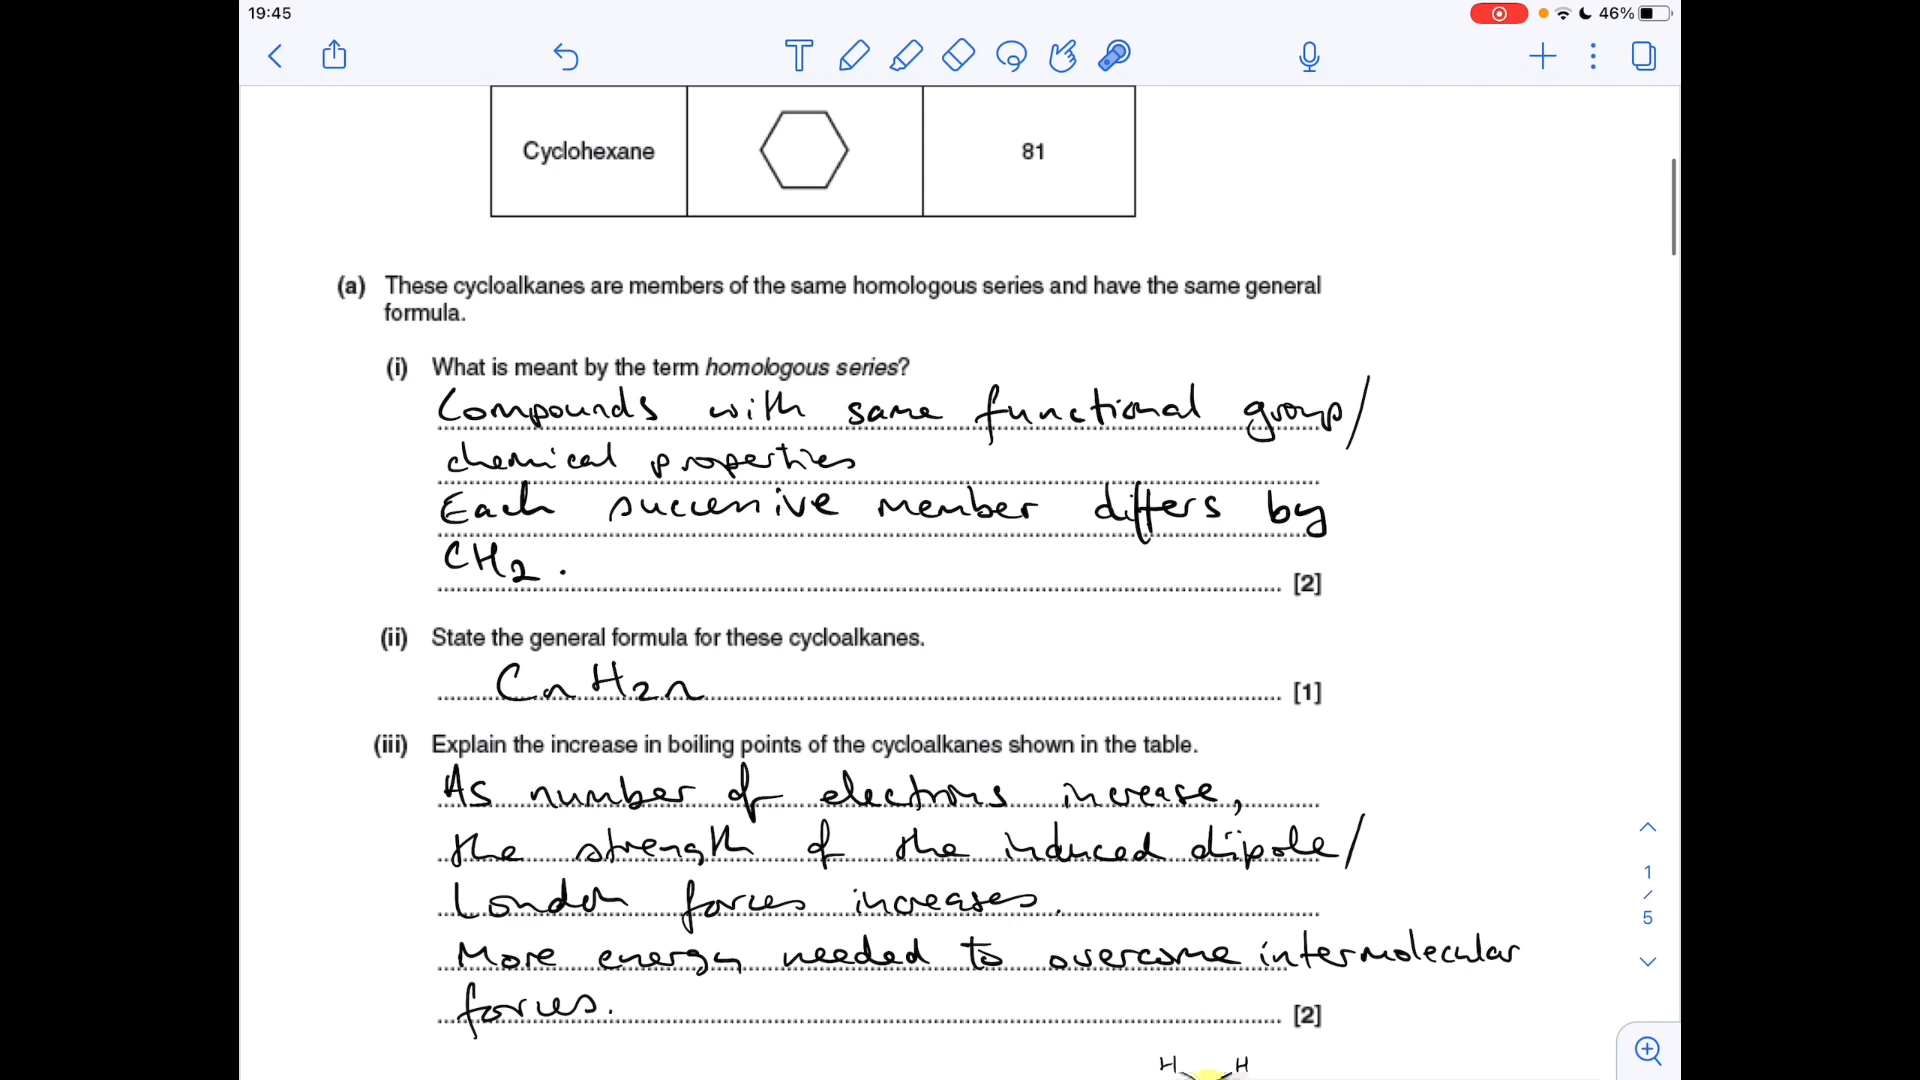 19:45
46%
Cyclohexane
81
(a) These cycloalkanes are members of the same homologous series and have the same general
formula.
(i) What is meant by the term homologous series?
Compounds with same functional group/
chemical properties
Each successive member differs by
CH2.
[2]
(ii) State the general formula for these cycloalkanes.
CnH2n
[1]
(iii) Explain the increase in boiling points of the cycloalkanes shown in the table.
As number of electrons increase,
the strength of the induced dipole/
London forces increases.
More energy needed to overcome intermolecular
forces.
[2]
1
/
5
H H